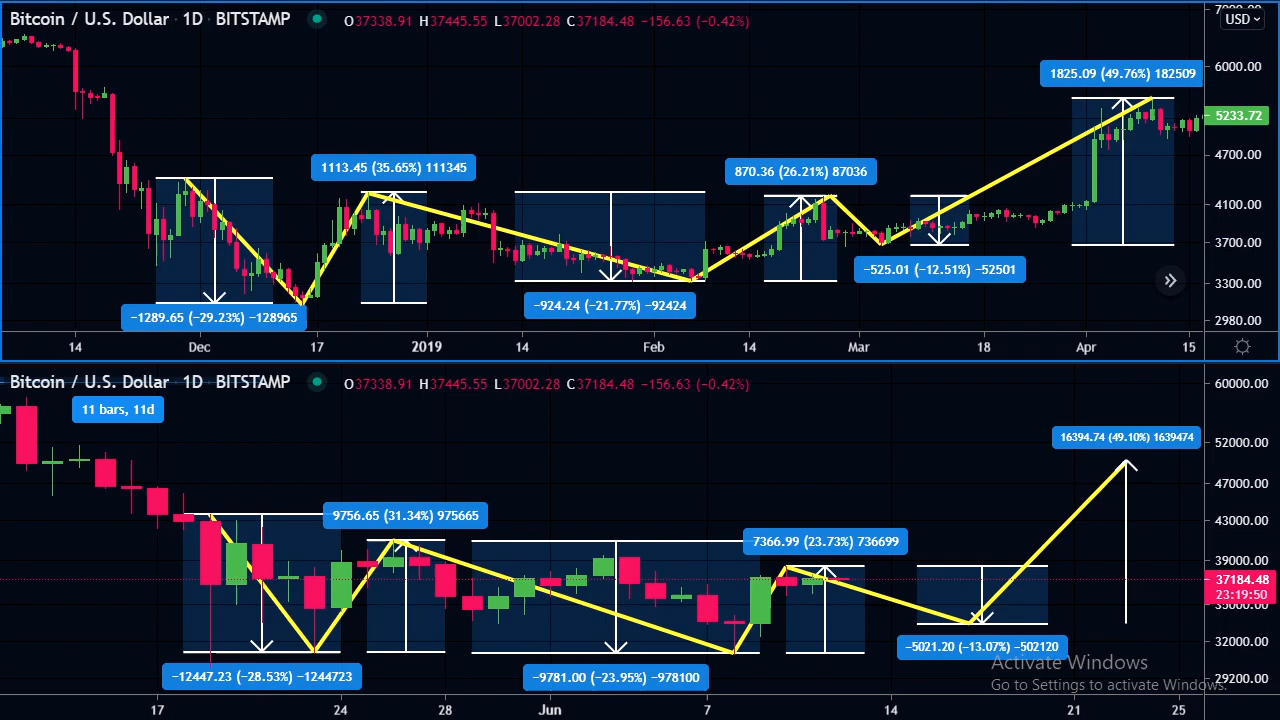 Bitcoin / U.S. Dollar · 1D · BITSTAMP O37338.91 H37445.55 L37002.28 C37184.48 −156.63 (−0.42%)
USD
6000.00
1825.09 (49.76%) 182509
5233.72
4700.00
1113.45 (35.65%) 111345
870.36 (26.21%) 87036
4100.00
3700.00
−525.01 (−12.51%) −52501
3300.00
−924.24 (−21.77%) −92424
−1289.65 (−29.23%) −128965
2980.00
14 Dec 17 2019 14 Feb 14 Mar 18 Apr 15
Bitcoin / U.S. Dollar · 1D · BITSTAMP O37338.91 H37445.55 L37002.28 C37184.48 −156.63 (−0.42%)
60000.00
11 bars, 11d
16394.74 (49.10%) 1639474
52000.00
47000.00
9756.65 (31.34%) 975665
43000.00
7366.99 (23.73%) 736699
39000.00
37184.48
23:19:50
32000.00
−5021.20 (−13.07%) −502120
Activate Windows
−12447.23 (−28.53%) −1244723
−9781.00 (−23.95%) −978100
29200.00
Go to Settings to activate Windows.
17 24 28 Jun 7 14 21 25